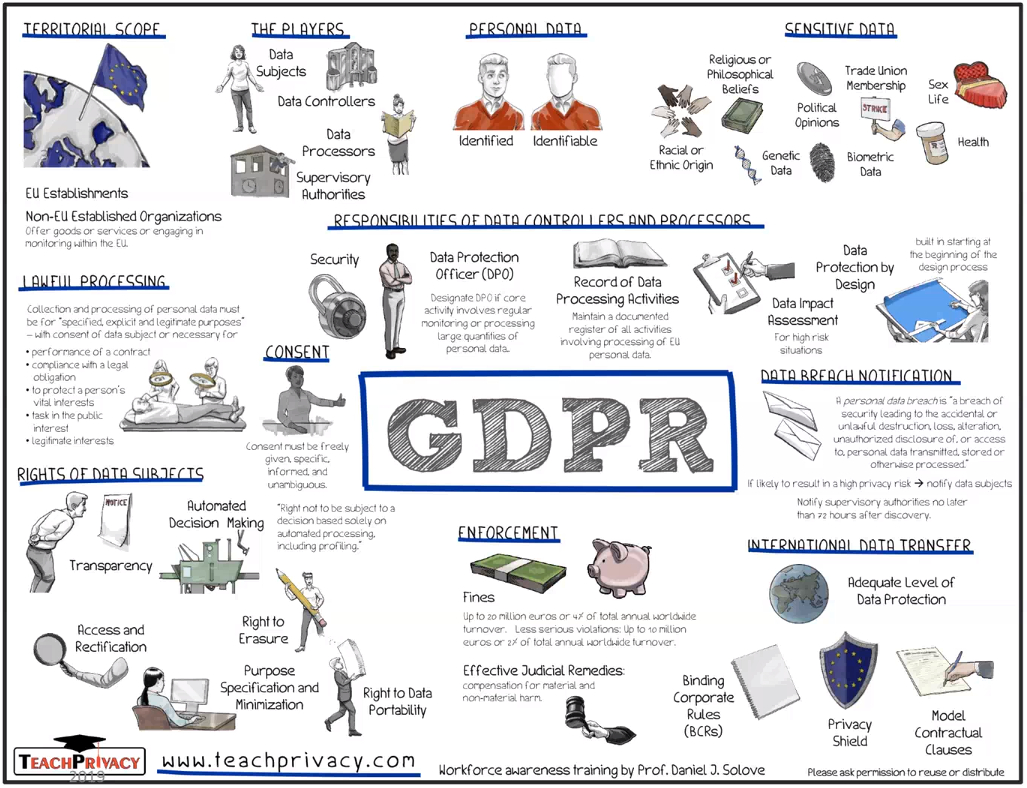 TERRITORIAL SCOPE
EU Establishments
Non-EU Established Organizations
Offer goods or services or engaging in
monitoring within the EU.
THE PLAYERS
Data
Subjects
Data Controllers
Data
Processors
Supervisory
Authorities
PERSONAL DATA
Identified
Identifiable
SENSITIVE DATA
Religious or
Philosophical
Beliefs
Trade Union
Membership
Sex
Life
Political
Opinions
STRIKE
Racial or
Ethnic Origin
Genetic
Data
Biometric
Data
Health
RESPONSIBILITIES OF DATA CONTROLLERS AND PROCESSORS
Security
Data Protection
Officer (DPO)
Designate DPO if core
activity involves regular
monitoring or processing
large quantities of
personal data.
Record of Data
Processing Activities
Maintain a documented
register of all activities
involving processing of EU
personal data.
Data Impact
Assessment
For high risk
situations
Data
Protection by
Design
built in starting at
the beginning of the
design process
LAWFUL PROCESSING
Collection and processing of personal data must
be for "specified, explicit and legitimate purposes"
– with consent of data subject or necessary for
• performance of a contract
• compliance with a legal
obligation
• to protect a person's
vital interests
• task in the public
interest
• legitimate interests
CONSENT
Consent must be freely
given, specific,
informed, and
unambiguous.
GDPR
DATA BREACH NOTIFICATION
A personal data breach is "a breach of
security leading to the accidental or
unlawful destruction, loss, alteration,
unauthorized disclosure of, or access
to, personal data transmitted, stored or
otherwise processed."
If likely to result in a high privacy risk → notify data subjects
Notify supervisory authorities no later
than 72 hours after discovery.
RIGHTS OF DATA SUBJECTS
NOTICE
Transparency
Automated
Decision Making
"Right not to be subject to a
decision based solely on
automated processing,
including profiling."
Right to
Erasure
Access and
Rectification
Purpose
Specification and
Minimization
Right to Data
Portability
ENFORCEMENT
Fines
Up to 20 million euros or 4% of total annual worldwide
turnover. Less serious violations: Up to 10 million
euros or 2% of total annual worldwide turnover.
Effective Judicial Remedies:
compensation for material and
non-material harm.
INTERNATIONAL DATA TRANSFER
Adequate Level of
Data Protection
Binding
Corporate
Rules
(BCRs)
Privacy
Shield
Model
Contractual
Clauses
TEACHPRIVACY
2019
www.teachprivacy.com
Workforce awareness training by Prof. Daniel J. Solove
Please ask permission to reuse or distribute